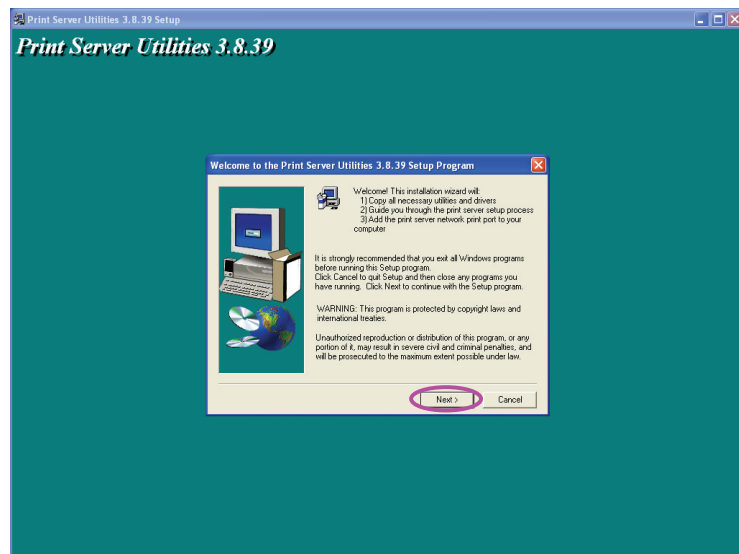 Print Server Utilities 3.8.39 Setup
Print Server Utilities 3.8.39
Welcome to the Print Server Utilities 3.8.39 Setup Program
Welcome! This installation wizard will:
1) Copy all necessary utilities and drivers
2) Guide you through the print server setup process
3) Add the print server network print port to your
computer
It is strongly recommended that you exit all Windows programs
before running this Setup program.
Click Cancel to quit Setup and then close any programs you
have running. Click Next to continue with the Setup program.
WARNING: This program is protected by copyright laws and
international treaties.
Unauthorized reproduction or distribution of this program, or any
portion of it, may result in severe civil and criminal penalties, and
will be prosecuted to the maximum extent possible under law.
Next >
Cancel